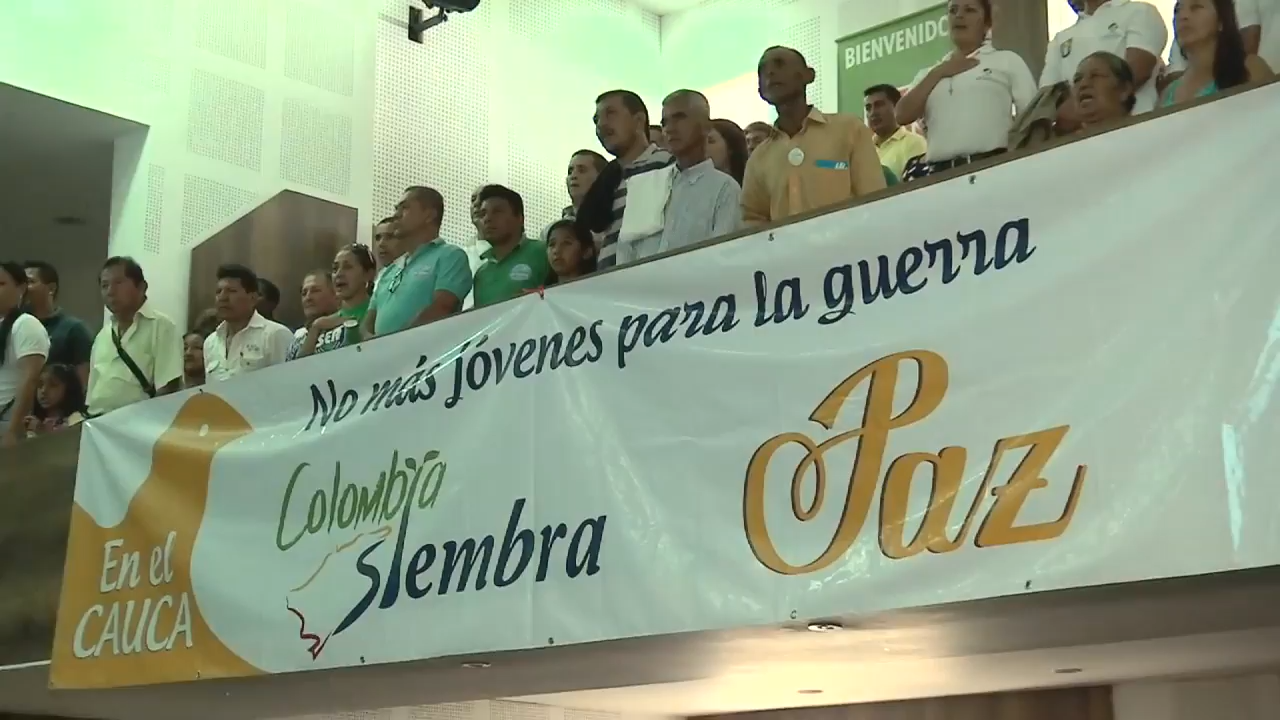 BIENVENIDO
No más jóvenes para la guerra
Colombia
sIembra
Paz
En el
CAUCA